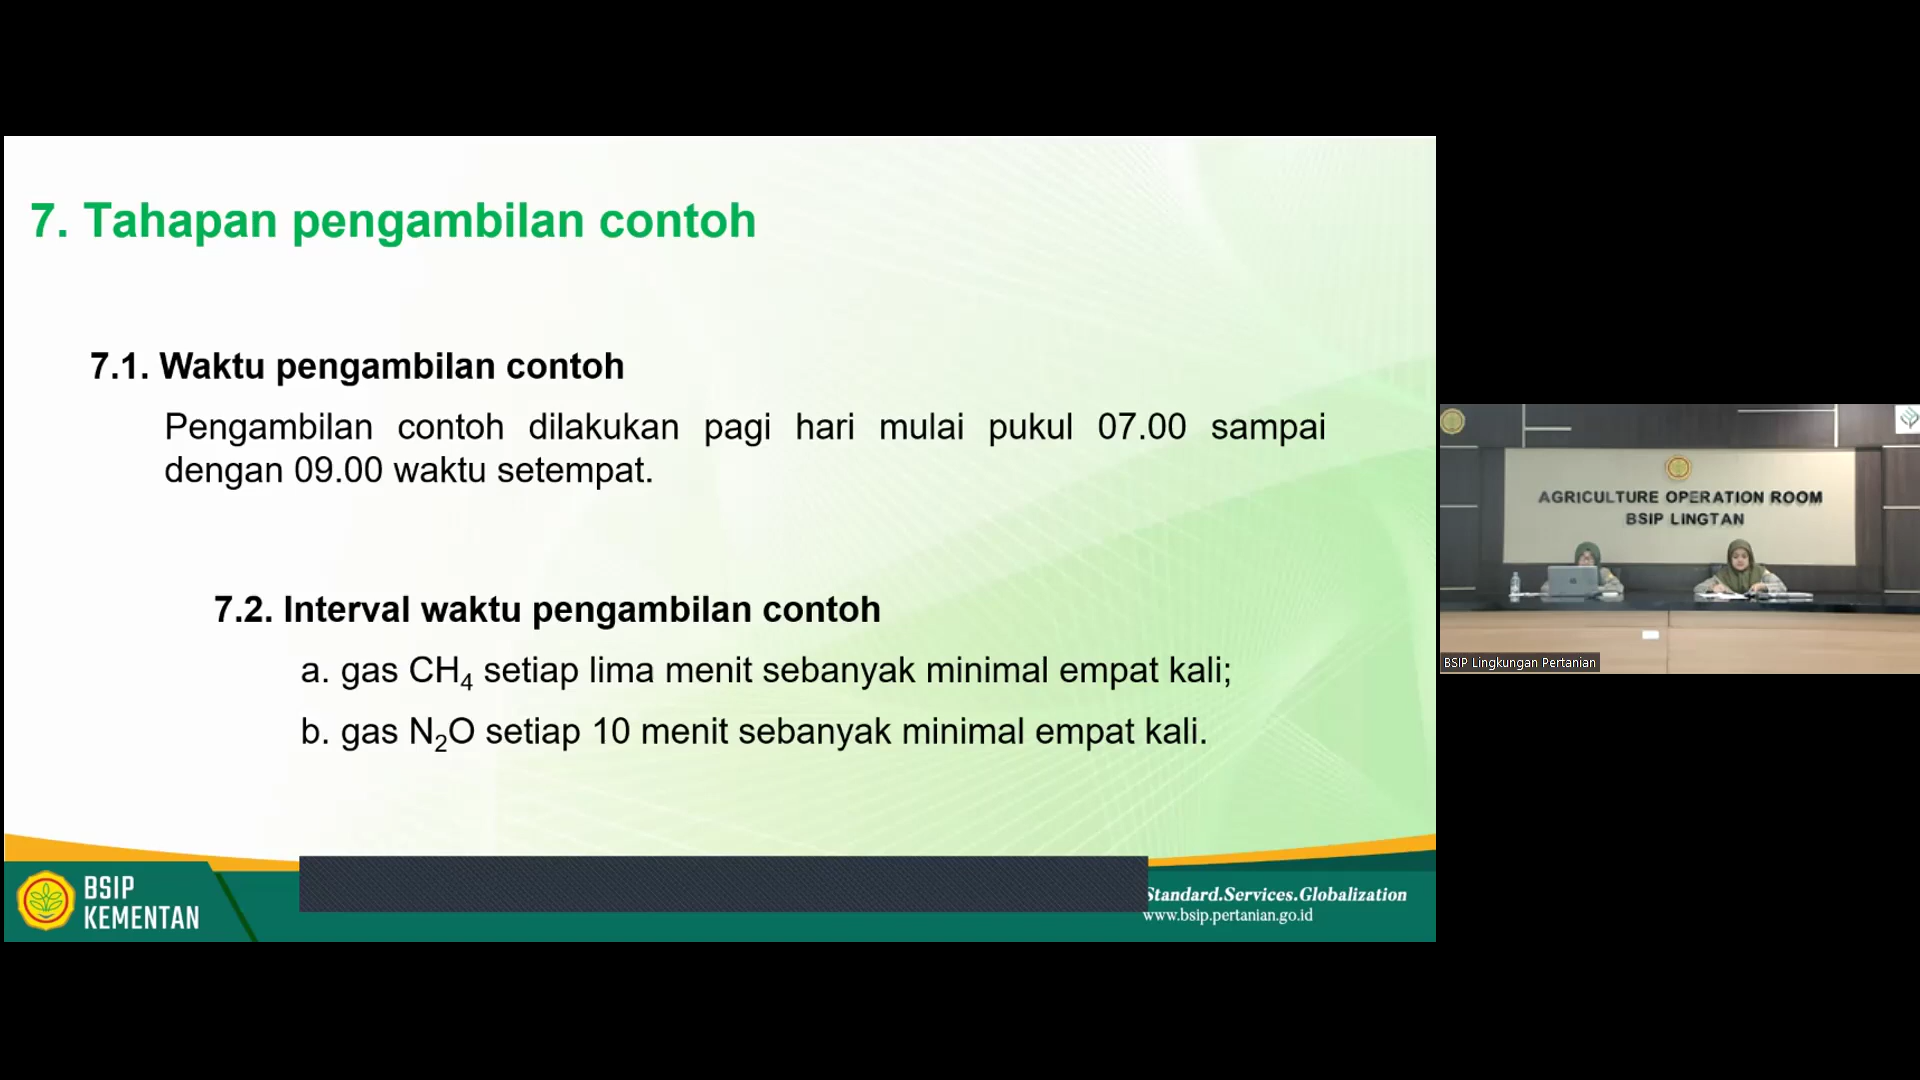 7. Tahapan pengambilan contoh
7.1. Waktu pengambilan contoh
Pengambilan contoh dilakukan pagi hari mulai pukul 07.00 sampai
dengan 09.00 waktu setempat.
7.2. Interval waktu pengambilan contoh
a. gas CH₄ setiap lima menit sebanyak minimal empat kali;
b. gas N₂O setiap 10 menit sebanyak minimal empat kali.
BSIP
KEMENTAN
Standard.Services.Globalization
www.bsip.pertanian.go.id
AGRICULTURE OPERATION ROOM
BSIP LINGTAN
BSIP Lingkungan Pertanian